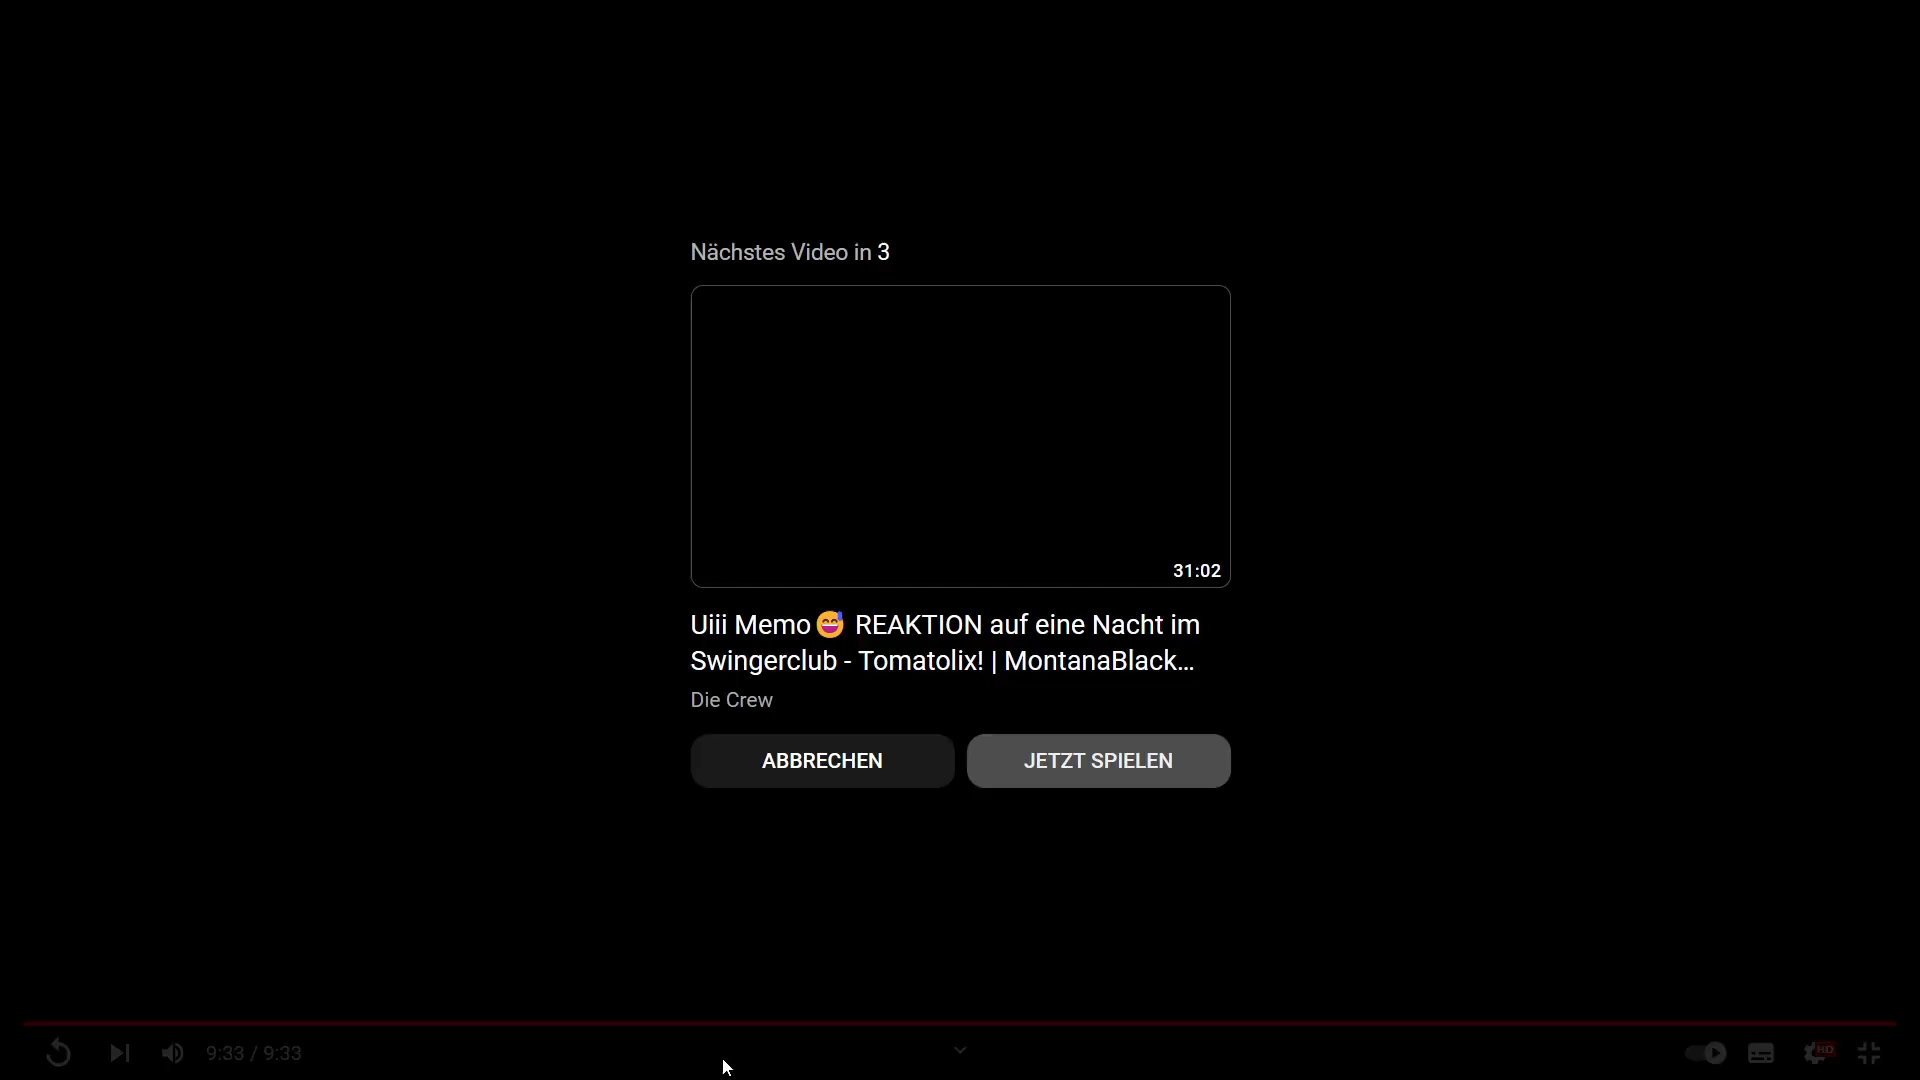 Nächstes Video in 3
31:02
Uiii Memo😅 REAKTION auf eine Nacht im
Swingerclub - Tomatolix! | MontanaBlack...
Die Crew
ABBRECHEN
JETZT SPIELEN
9:33 / 9:33
HD